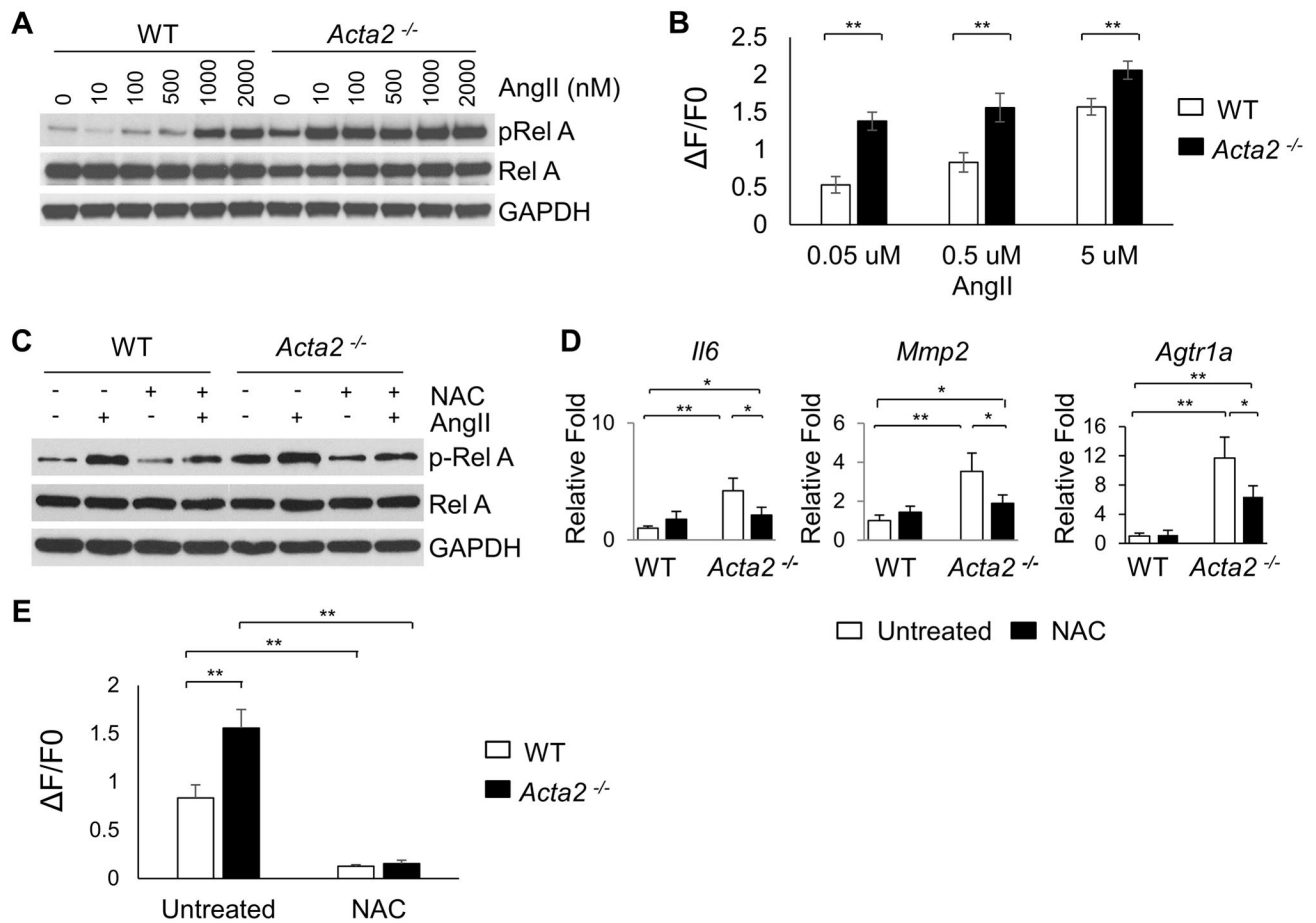 A
WT Acta2 -/-
0 10 100 500 1000 2000 0 10 100 500 1000 2000 AngII (nM)
pRel A
Rel A
GAPDH
B
** ** **
2.5
2
1.5
1
0.5
0
ΔF/F0
0.05 uM 0.5 uM 5 uM
AngII
WT
Acta2 -/-
C
WT Acta2 -/-
- - + + - - + + NAC
- + - + - + - + AngII
p-Rel A
Rel A
GAPDH
D
Il6
*
** *
Relative Fold
10
0
WT Acta2 -/-
Mmp2
*
** *
Relative Fold
6
4
2
0
WT Acta2 -/-
Agtr1a
**
** *
Relative Fold
16
12
8
4
0
WT Acta2 -/-
Untreated NAC
E
**
**
**
2
1.5
1
0.5
0
ΔF/F0
Untreated NAC
WT
Acta2 -/-